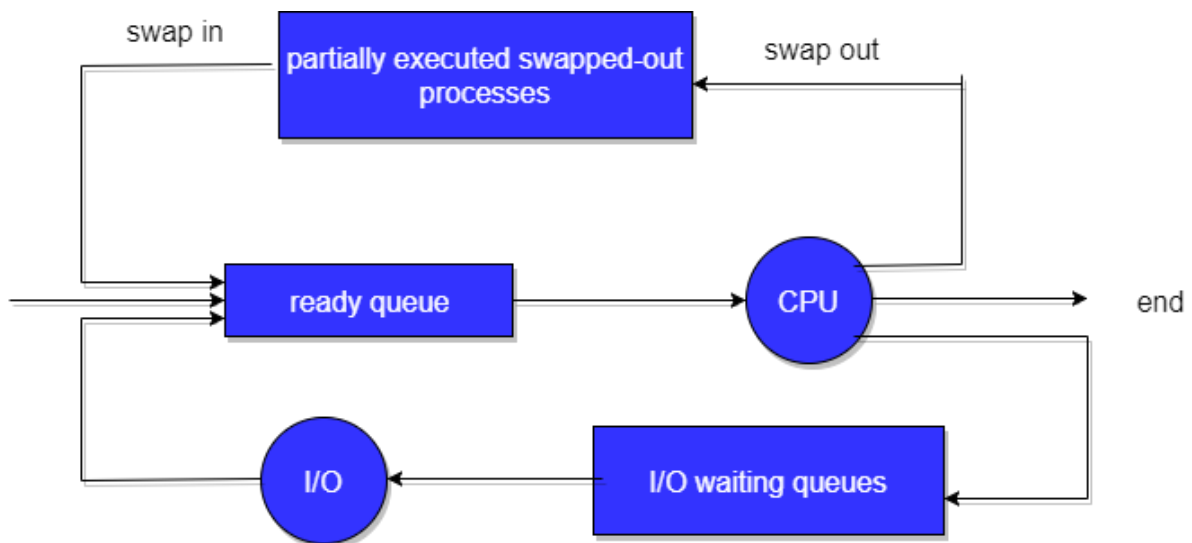 swap in
partially executed swapped-out
processes
swap out
ready queue
CPU
end
I/O
I/O waiting queues